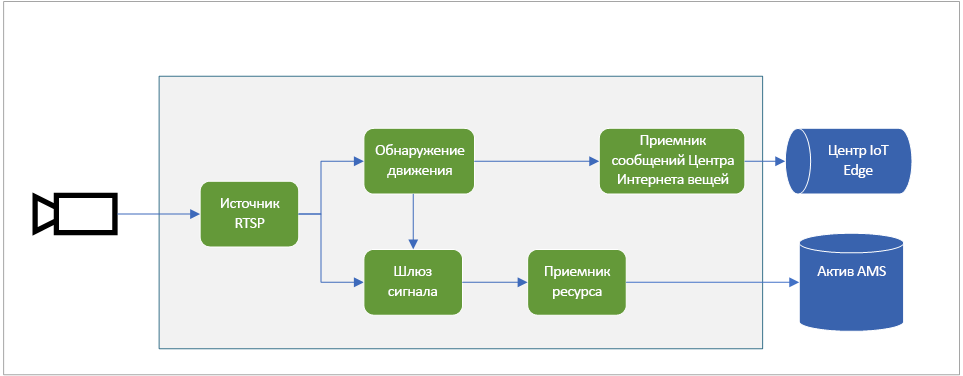 Обнаружение
движения
Приемник
сообщений Центра
Интернета вещей
Центр IoT
Edge
Источник
RTSP
Шлюз
сигнала
Приемник
ресурса
Актив AMS